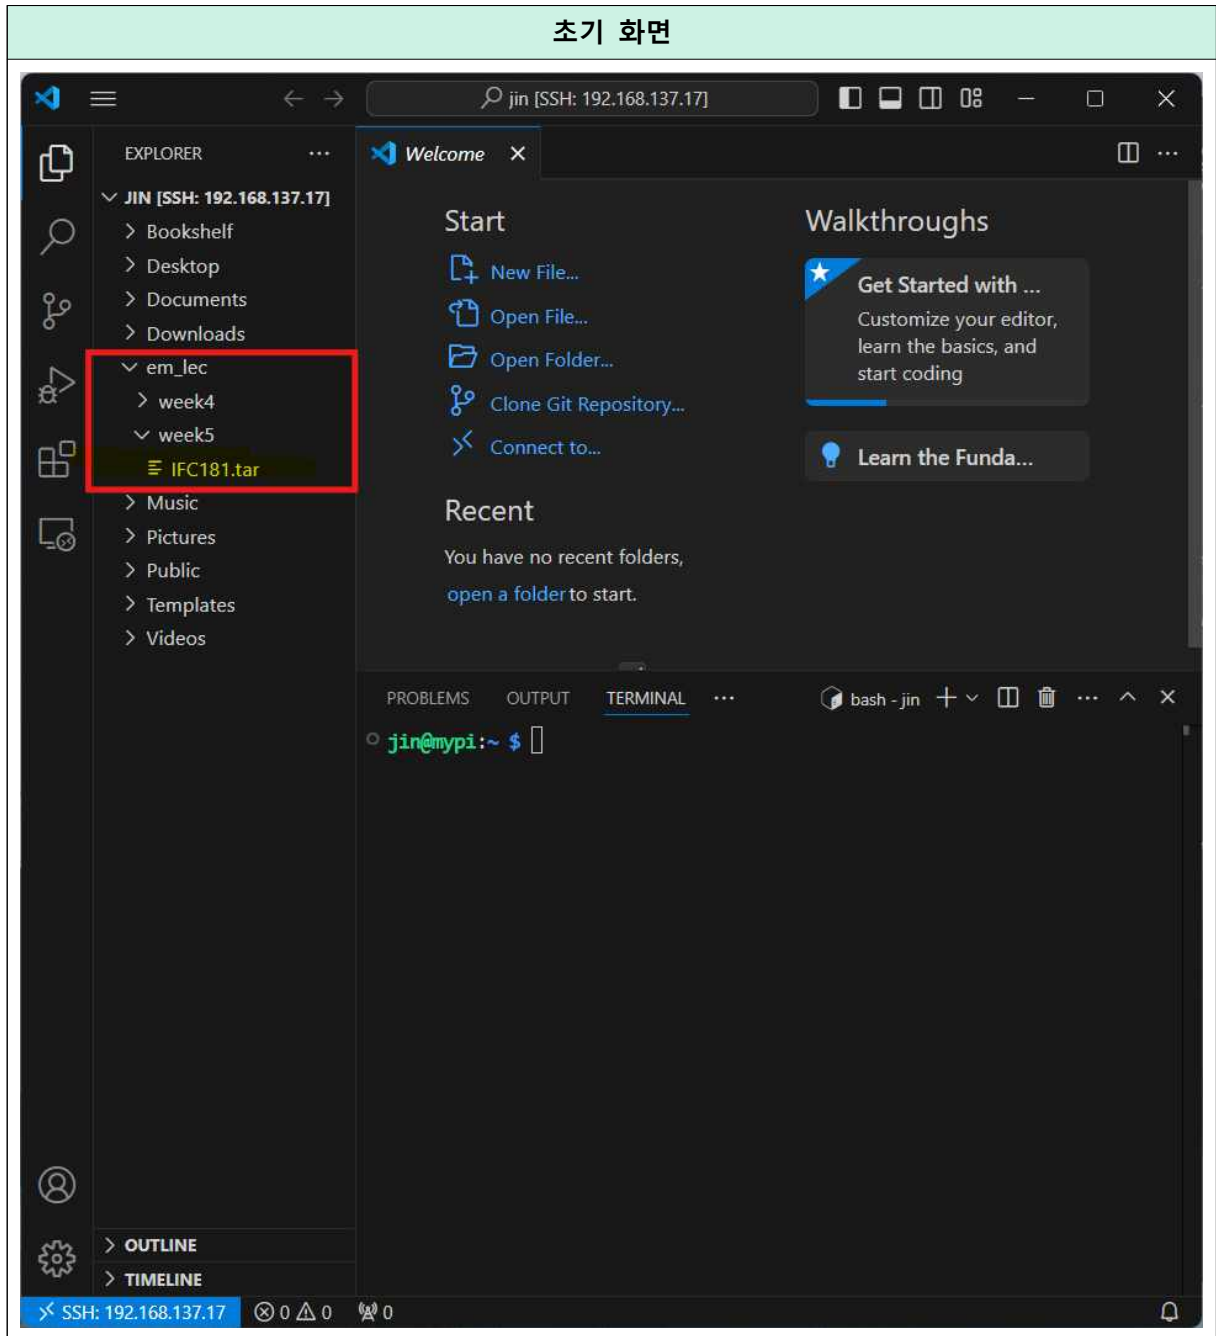 초기 화면
jin [SSH: 192.168.137.17]
EXPLORER
Welcome
JIN [SSH: 192.168.137.17]
Bookshelf
Desktop
Documents
Downloads
em_lec
week4
week5
IFC181.tar
Music
Pictures
Public
Templates
Videos
Start
New File...
Open File...
Open Folder...
Clone Git Repository...
Connect to...
Recent
You have no recent folders,
open a folder to start.
Walkthroughs
Get Started with ...
Customize your editor,
learn the basics, and
start coding
Learn the Funda...
PROBLEMS OUTPUT TERMINAL ... bash - jin
jin@mypi:~ $
OUTLINE
TIMELINE
SSH: 192.168.137.17 0 0 0